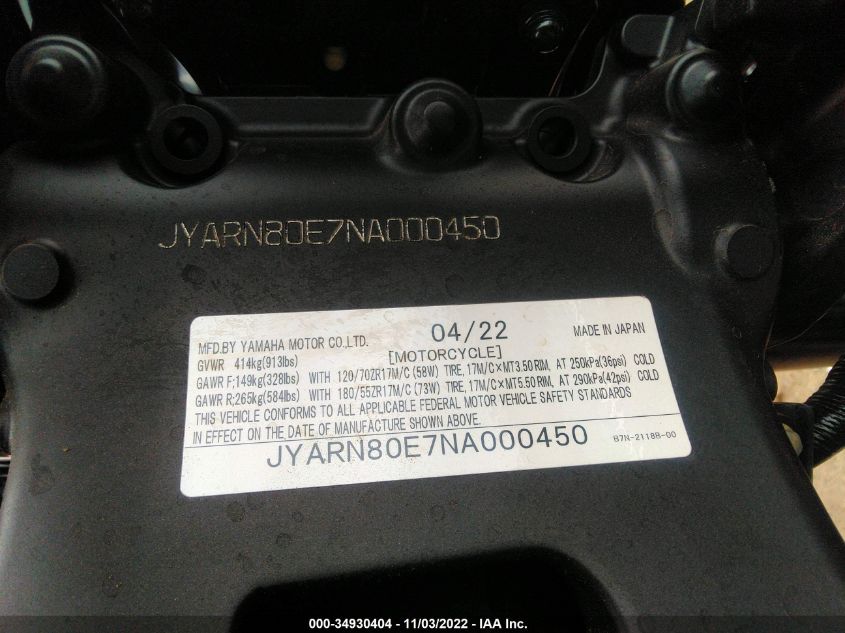 JYARN80E7NA000450
MFD.BY YAMAHA MOTOR CO.,LTD. 04/22 MADE IN JAPAN
GVWR 414kg(913lbs) [MOTORCYCLE]
GAWR F;149kg(328lbs) WITH 120/70ZR17M/C (58W) TIRE, 17M/C×MT3.50 RIM, AT 250kPa(36psi) COLD
GAWR R;265kg(584lbs) WITH 180/55ZR17M/C (73W) TIRE, 17M/C×MT5.50 RIM, AT 290kPa(42psi) COLD
THIS VEHICLE CONFORMS TO ALL APPLICABLE FEDERAL MOTOR VEHICLE SAFETY STANDARDS
IN EFFECT ON THE DATE OF MANUFACTURE SHOWN ABOVE.
JYARN80E7NA000450 B7N-2118B-00
000-34930404 - 11/03/2022 - IAA Inc.